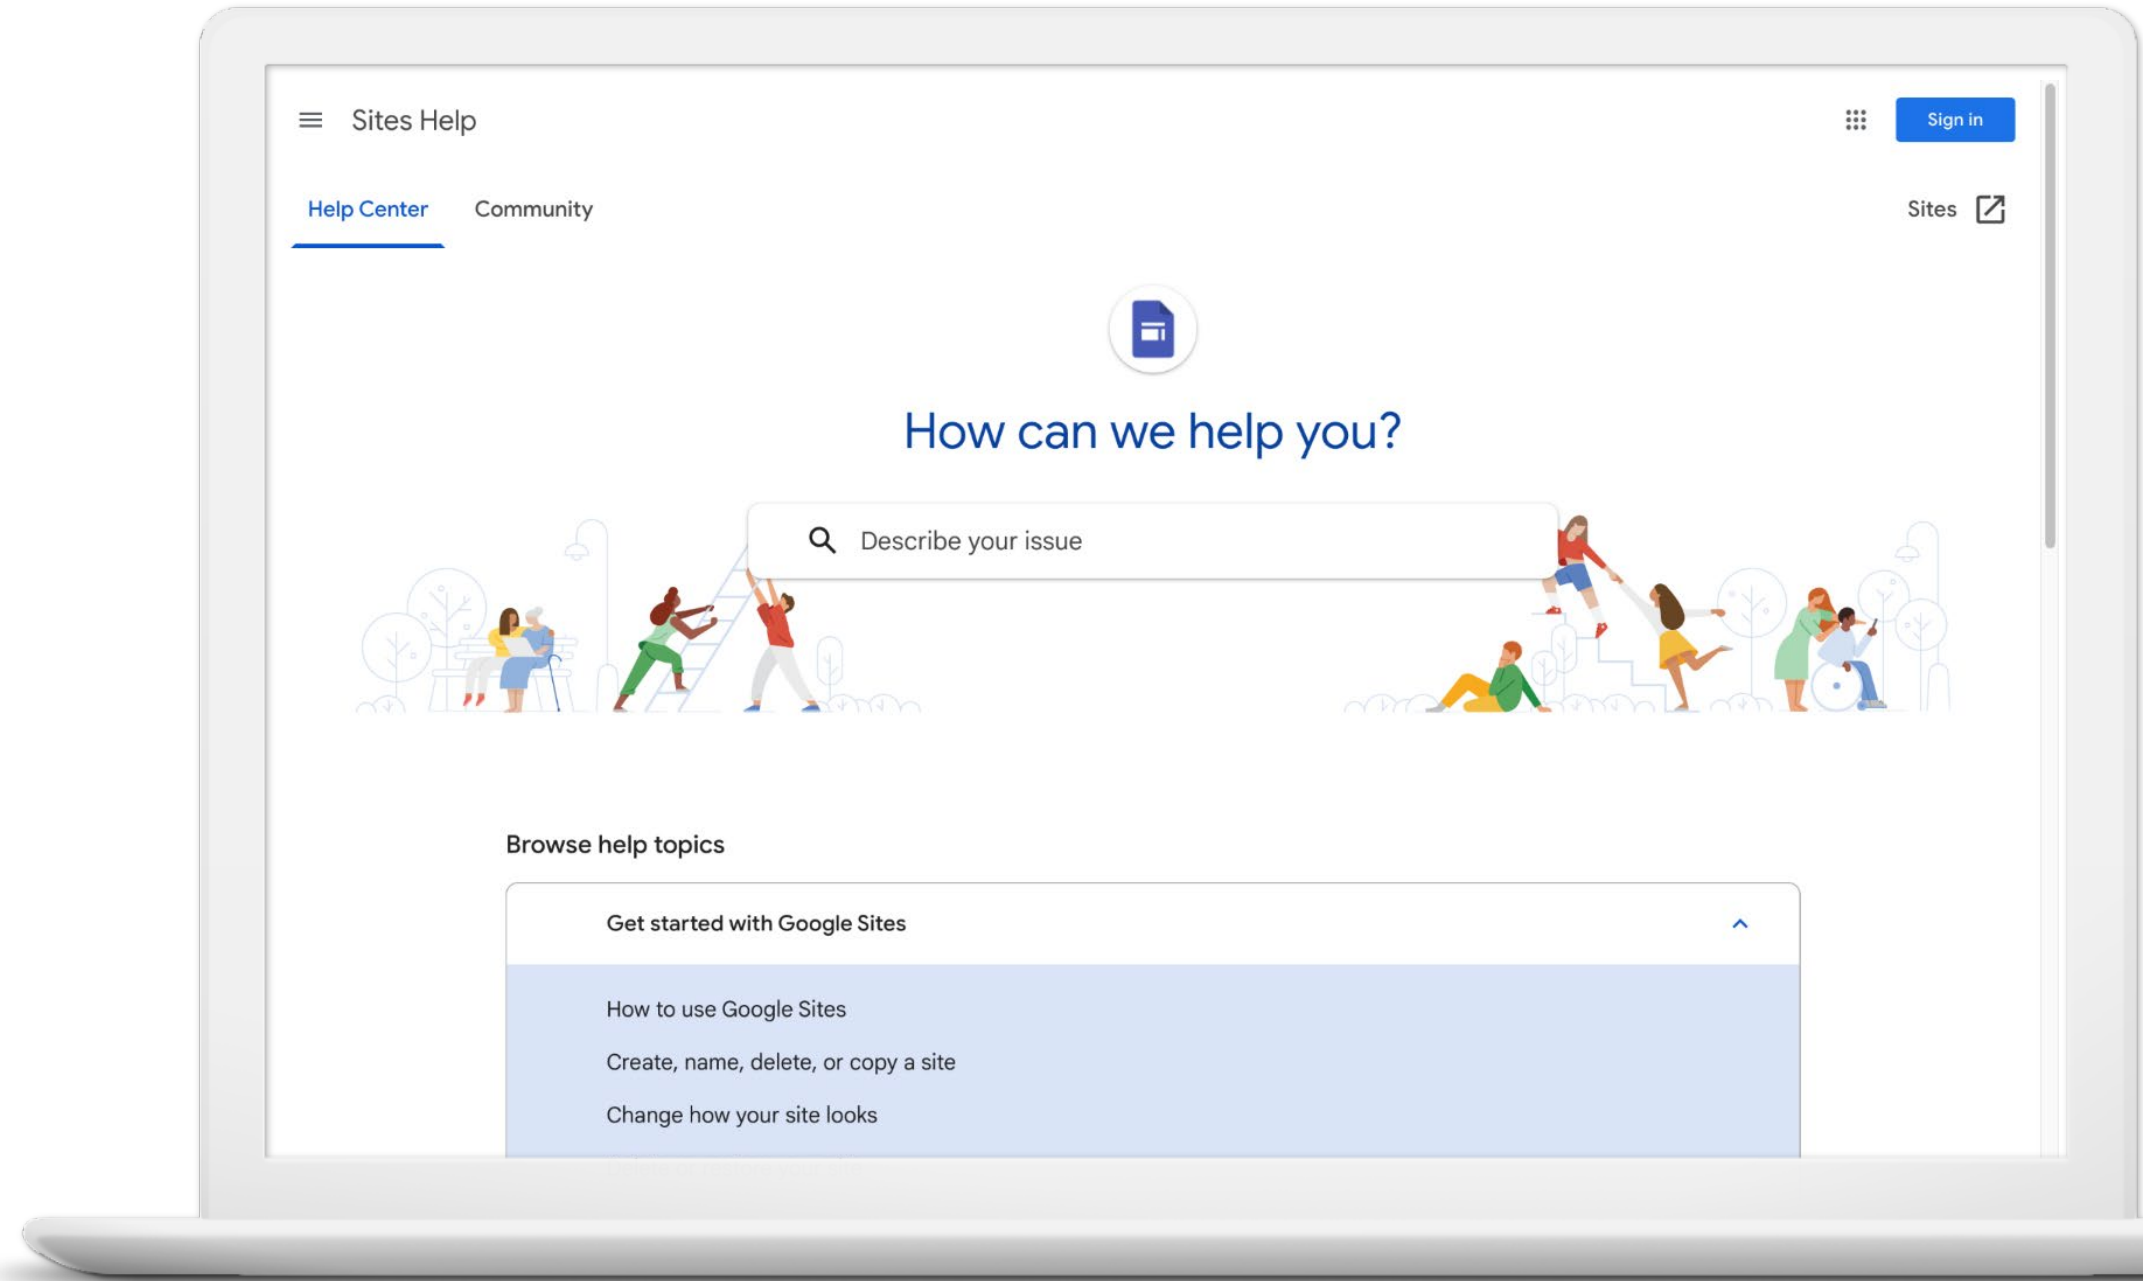 Sites Help
Sign in
Help Center
Community
Sites
How can we help you?
Describe your issue
Browse help topics
Get started with Google Sites
How to use Google Sites
Create, name, delete, or copy a site
Change how your site looks